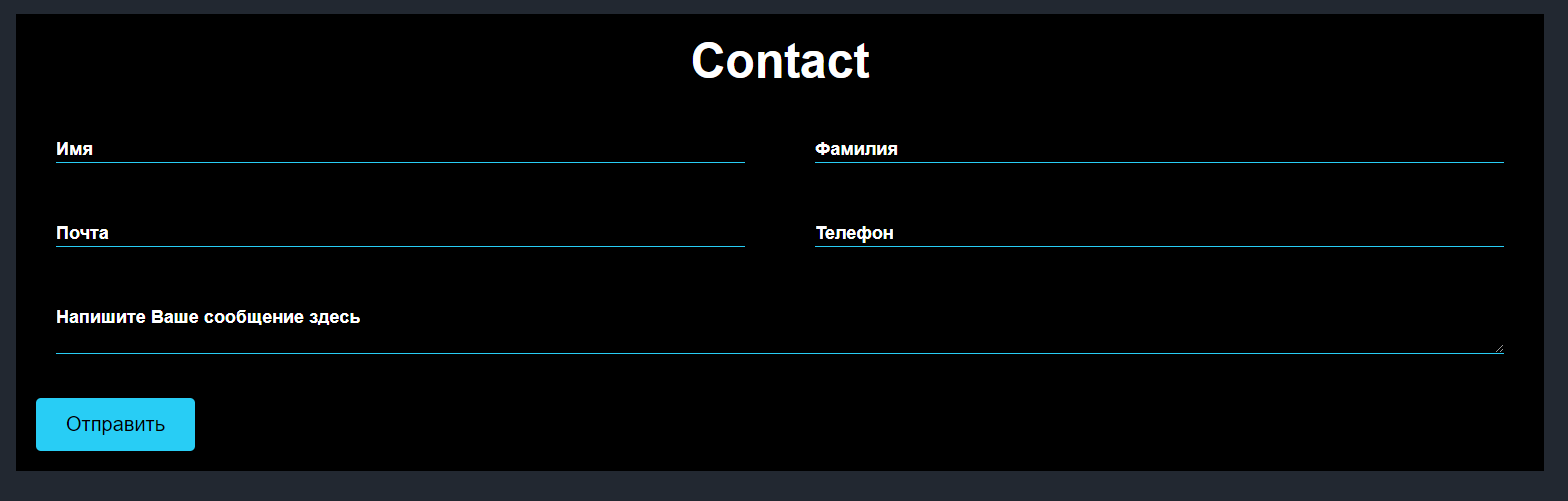 Contact
Имя
Фамилия
Почта
Телефон
Напишите Ваше сообщение здесь
Отправить